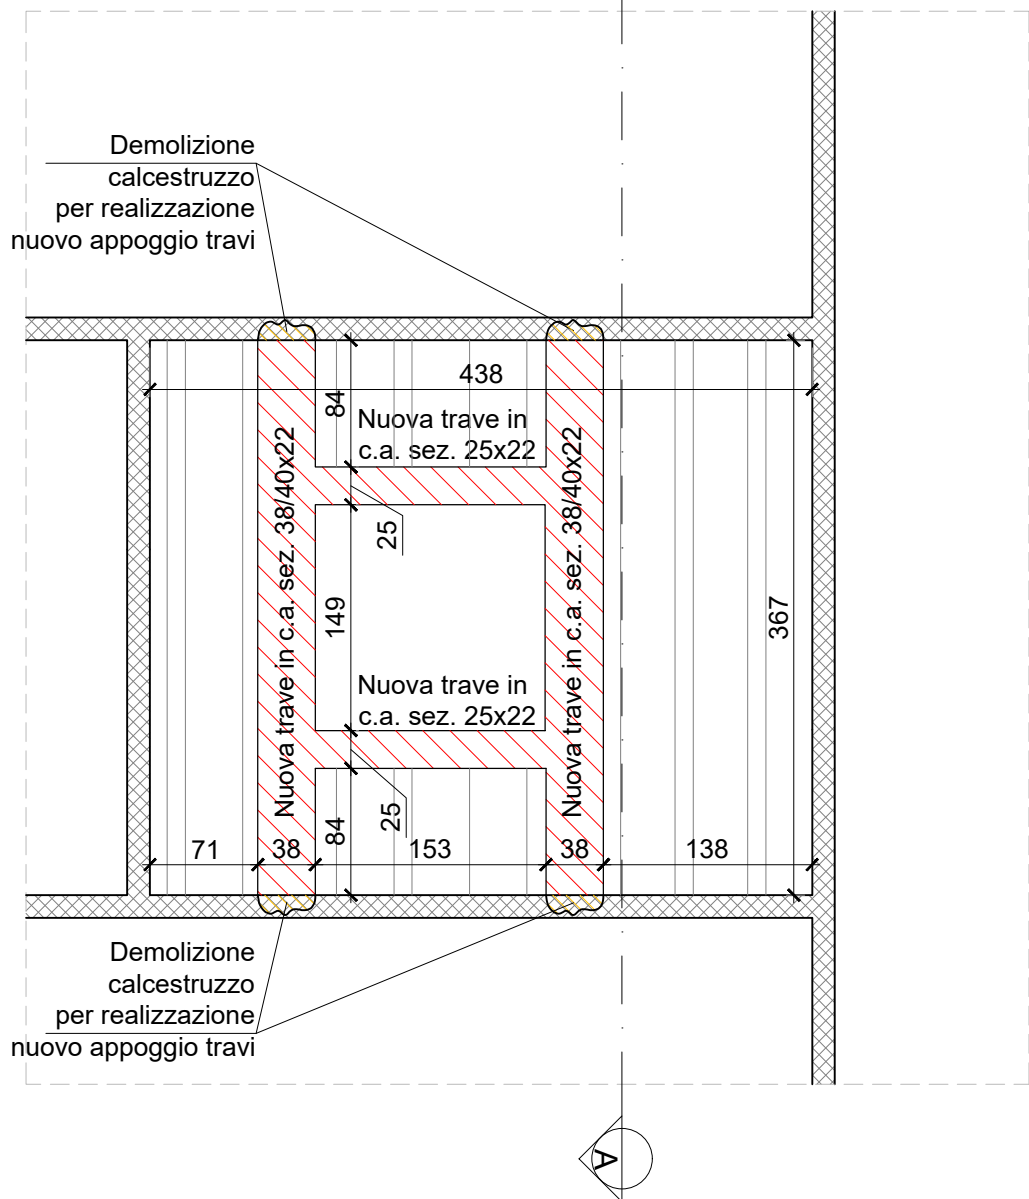 Demolizione
calcestruzzo
per realizzazione
nuovo appoggio travi
438
84
Nuova trave in
c.a. sez. 25x22
Nuova trave in c.a. sez. 38/40x22
Nuova trave in c.a. sez. 38/40x22
25
149
367
Nuova trave in
c.a. sez. 25x22
25
84
71
38
153
38
138
Demolizione
calcestruzzo
per realizzazione
nuovo appoggio travi
A